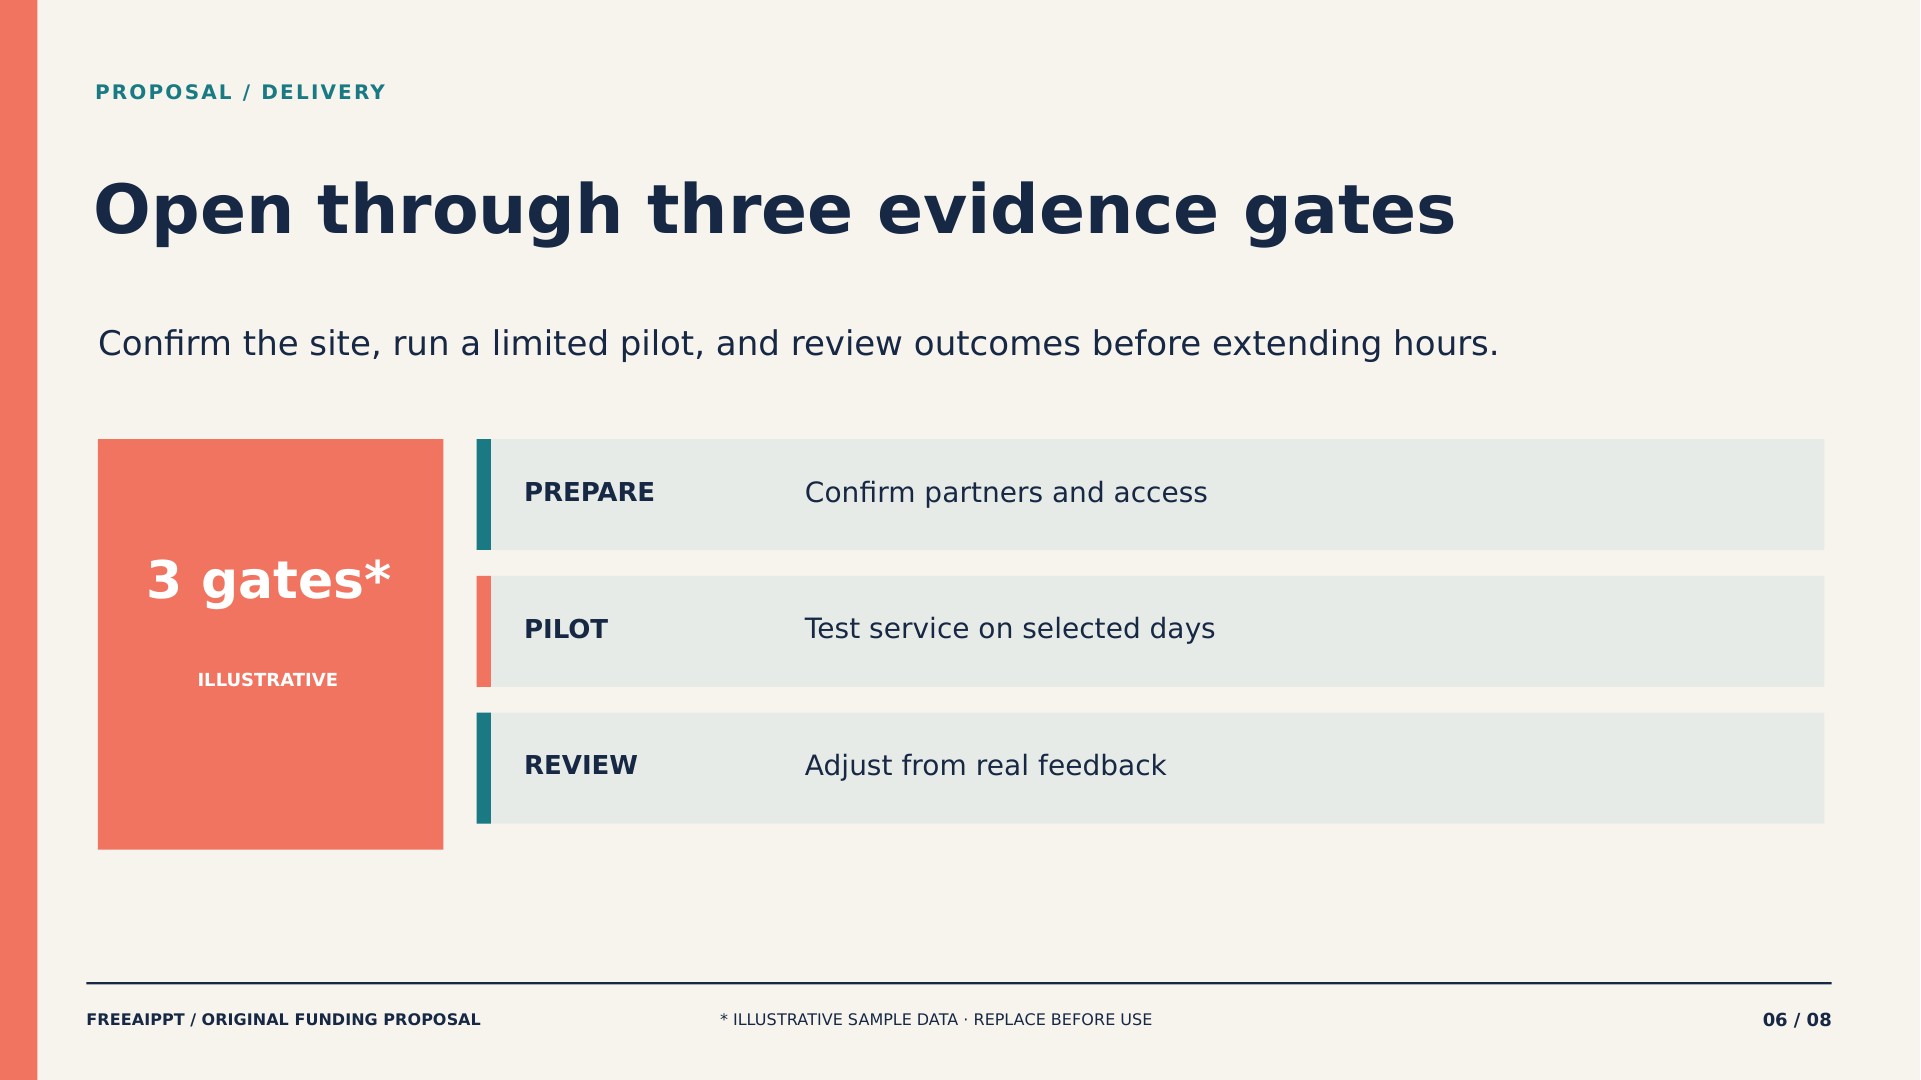 PROPOSAL / DELIVERY
Open through three evidence gates
Confirm the site, run a limited pilot, and review outcomes before extending hours.
3 gates*
ILLUSTRATIVE
PREPARE Confirm partners and access
PILOT Test service on selected days
REVIEW Adjust from real feedback
FREEAIPPT / ORIGINAL FUNDING PROPOSAL * ILLUSTRATIVE SAMPLE DATA · REPLACE BEFORE USE 06 / 08